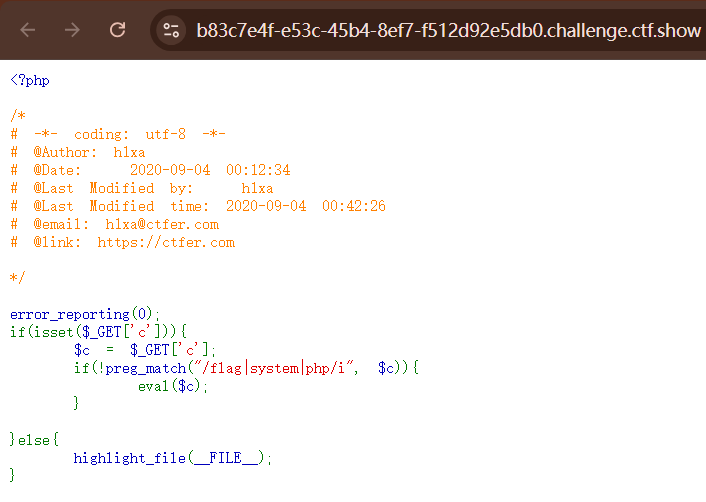 b83c7e4f-e53c-45b4-8ef7-f512d92e5db0.challenge.ctf.show
<?php
/*
# -*- coding: utf-8 -*-
# @Author: h1xa
# @Date:   2020-09-04 00:12:34
# @Last Modified by:   h1xa
# @Last Modified time: 2020-09-04 00:42:26
# @email: h1xa@ctfer.com
# @link: https://ctfer.com
*/
error_reporting(0);
if(isset($_GET['c'])){
    $c = $_GET['c'];
    if(!preg_match("/flag|system|php/i", $c)){
        eval($c);
    }
}else{
    highlight_file(__FILE__);
}